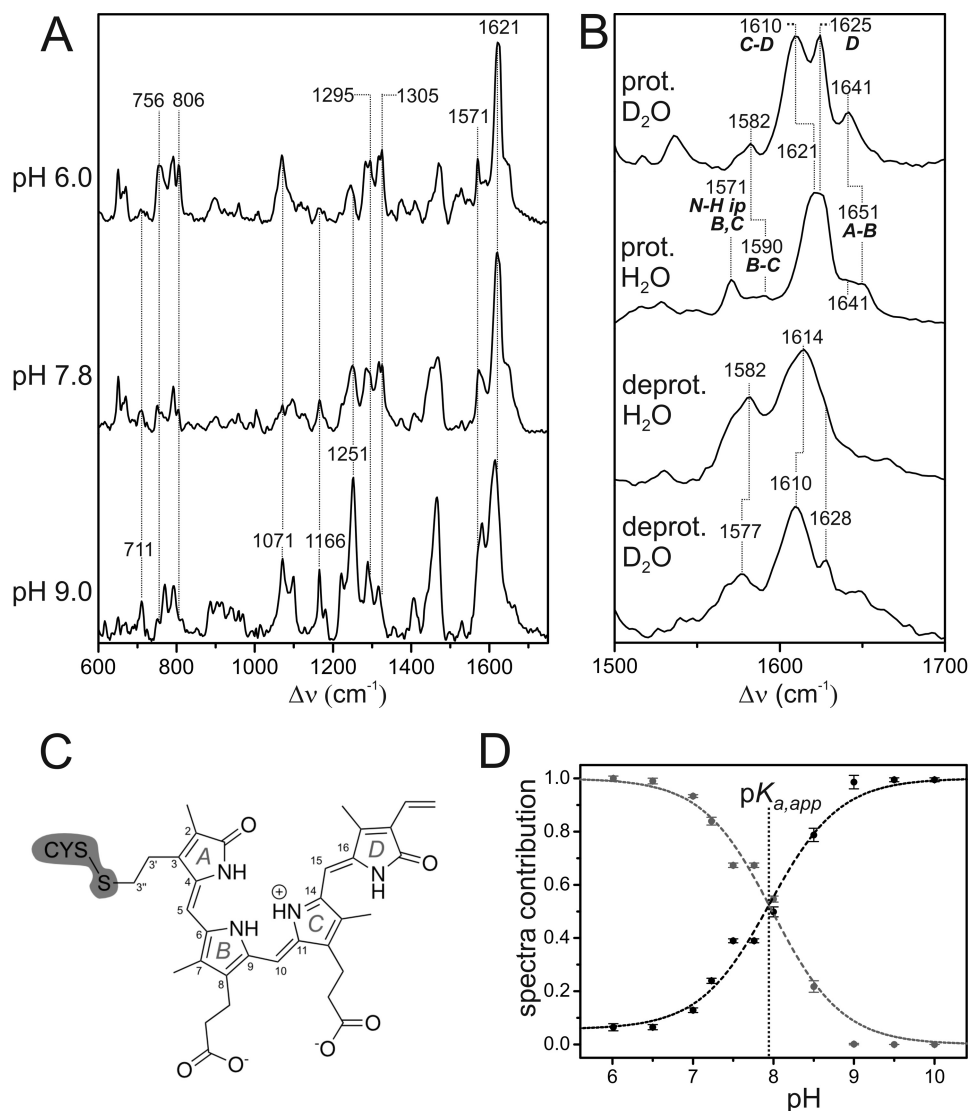 A
1621
1295
1305
756
806
1571
pH 6.0
pH 7.8
1251
711
1071
1166
pH 9.0
600
800
1000
1200
1400
1600
Δν (cm⁻¹)
B
1610
1625
C-D
D
prot.
D₂O
1641
1582
1621
1571
N-H ip
B,C
1651
A-B
1590
B-C
prot.
H₂O
1641
1614
deprot.
H₂O
1582
1610
1577
1628
deprot.
D₂O
1500
1600
1700
Δν (cm⁻¹)
C
CYS
S
3'
3''
2
3
4
5
6
7
8
9
10
11
14
15
16
A
B
C
D
O
NH
NH
HN
⊕
NH
O
O
O⁻
O
⁻O
D
pKa,app
1.0
0.8
0.6
0.4
0.2
0.0
spectra contribution
6
7
8
9
10
pH